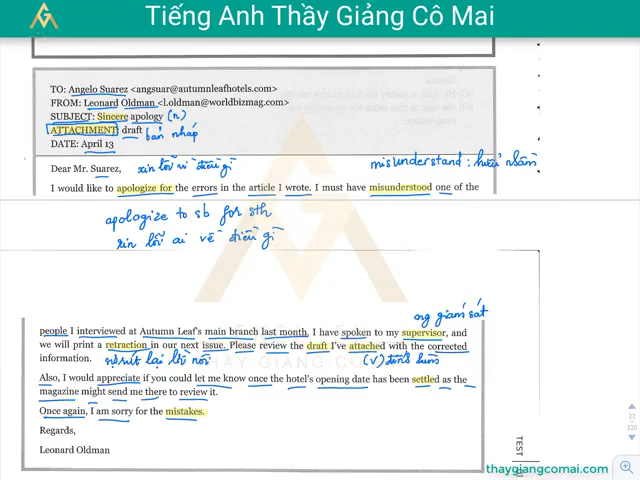 Tiếng Anh Thầy Giảng Cô Mai
TO: Angelo Suarez <angsuar@autumnleafhotels.com>
FROM: Leonard Oldman <l.oldman@worldbizmag.com>
SUBJECT: Sincere apology (n)
ATTACHMENT: draft bản nháp
DATE: April 13
Dear Mr. Suarez, xin lỗi vì điều gì misunderstand: hiểu nhầm
I would like to apologize for the errors in the article I wrote. I must have misunderstood one of the
apologize to sb for sth
xin lỗi ai về điều gì
ng giám sát
people I interviewed at Autumn Leaf's main branch last month. I have spoken to my supervisor, and
we will print a retraction in our next issue. Please review the draft I've attached with the corrected
information. sự rút lại lời nói (v) đính kèm
Also, I would appreciate if you could let me know once the hotel's opening date has been settled as the
magazine might send me there to review it.
Once again, I am sorry for the mistakes.
Regards,
Leonard Oldman
TEST
22
220
thaygiangcomai.com